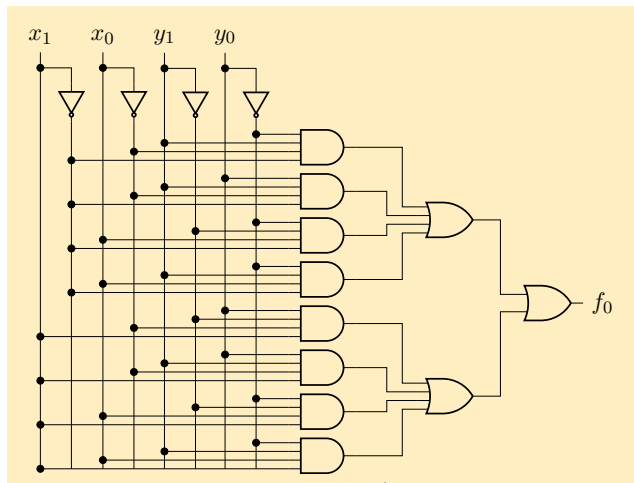 x₁ x₀ y₁ y₀
f₀